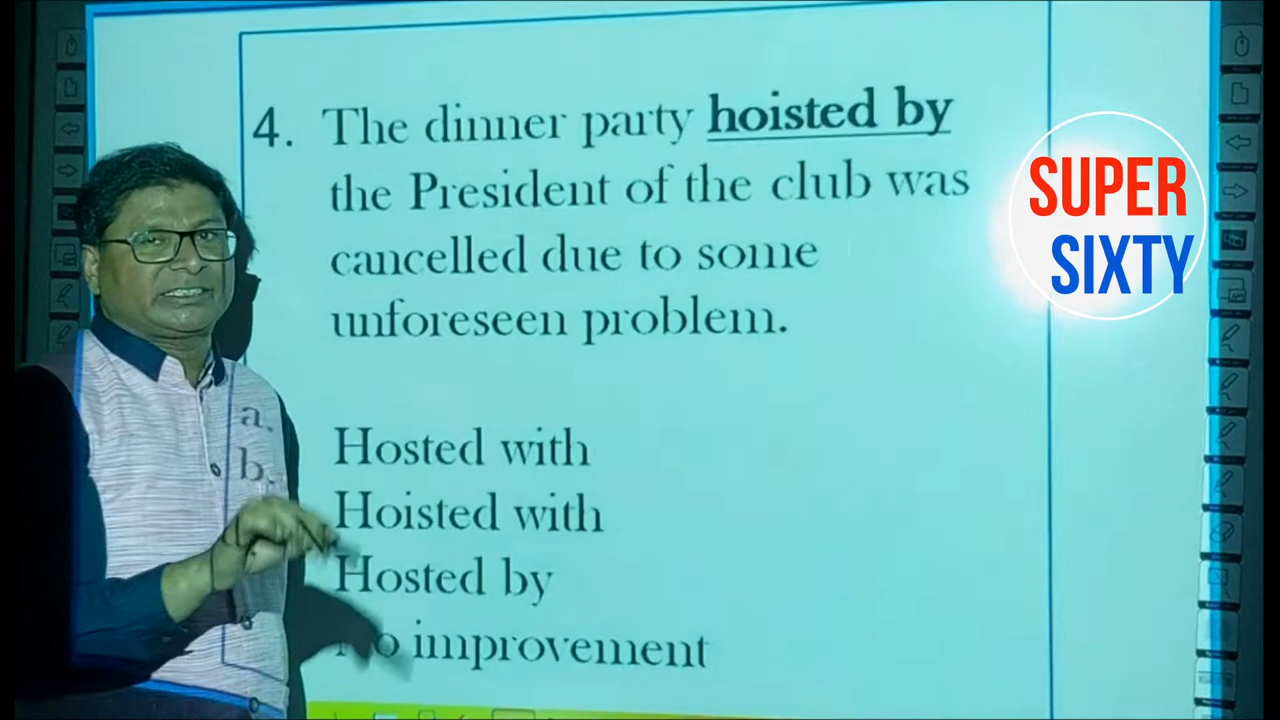 4. The dinner party hoisted by
the President of the club was
cancelled due to some
unforeseen problem.
a. Hosted with
b. Hoisted with
Hosted by
No improvement
SUPER
SIXTY